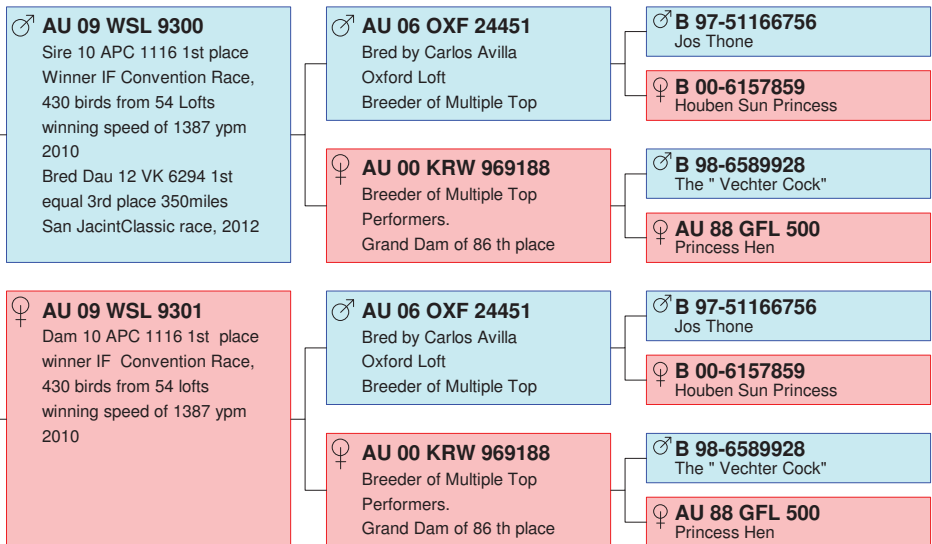 AU 09 WSL 9300
Sire 10 APC 1116 1st place
Winner IF Convention Race,
430 birds from 54 Lofts
winning speed of 1387 ypm
2010
Bred Dau 12 VK 6294 1st
equal 3rd place 350miles
San JacintClassic race, 2012
AU 06 OXF 24451
Bred by Carlos Avilla
Oxford Loft
Breeder of Multiple Top
B 97-51166756
Jos Thone
B 00-6157859
Houben Sun Princess
AU 00 KRW 969188
Breeder of Multiple Top
Performers.
Grand Dam of 86 th place
B 98-6589928
The " Vechter Cock"
AU 88 GFL 500
Princess Hen
AU 09 WSL 9301
Dam 10 APC 1116 1st place
winner IF Convention Race,
430 birds from 54 lofts
winning speed of 1387 ypm
2010
AU 06 OXF 24451
Bred by Carlos Avilla
Oxford Loft
Breeder of Multiple Top
B 97-51166756
Jos Thone
B 00-6157859
Houben Sun Princess
AU 00 KRW 969188
Breeder of Multiple Top
Performers.
Grand Dam of 86 th place
B 98-6589928
The " Vechter Cock"
AU 88 GFL 500
Princess Hen